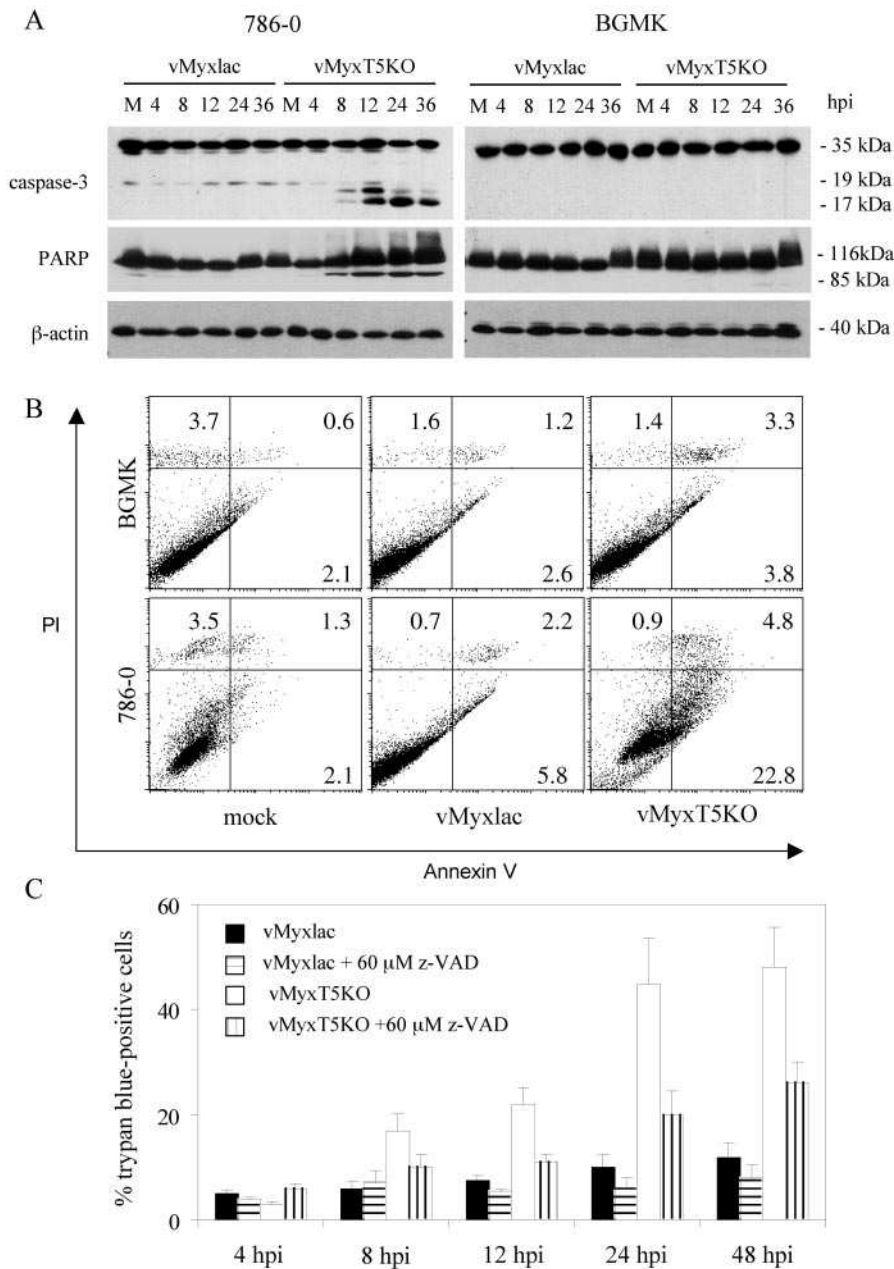 A
786-0
BGMK
vMyxlac
vMyxT5KO
vMyxlac
vMyxT5KO
M 4 8 12 24 36 M 4 8 12 24 36
M 4 8 12 24 36 M 4 8 12 24 36
hpi
caspase-3
- 35 kDa
- 19 kDa
- 17 kDa
PARP
- 116kDa
- 85 kDa
β-actin
- 40 kDa
B
PI
BGMK
3.7 0.6 1.6 1.2 1.4 3.3
2.1 2.6 3.8
786-0
3.5 1.3 0.7 2.2 0.9 4.8
2.1 5.8 22.8
mock vMyxlac vMyxT5KO
Annexin V
C
% trypan blue-positive cells
60
40
20
0
vMyxlac
vMyxlac + 60 μM z-VAD
vMyxT5KO
vMyxT5KO +60 μM z-VAD
4 hpi 8 hpi 12 hpi 24 hpi 48 hpi